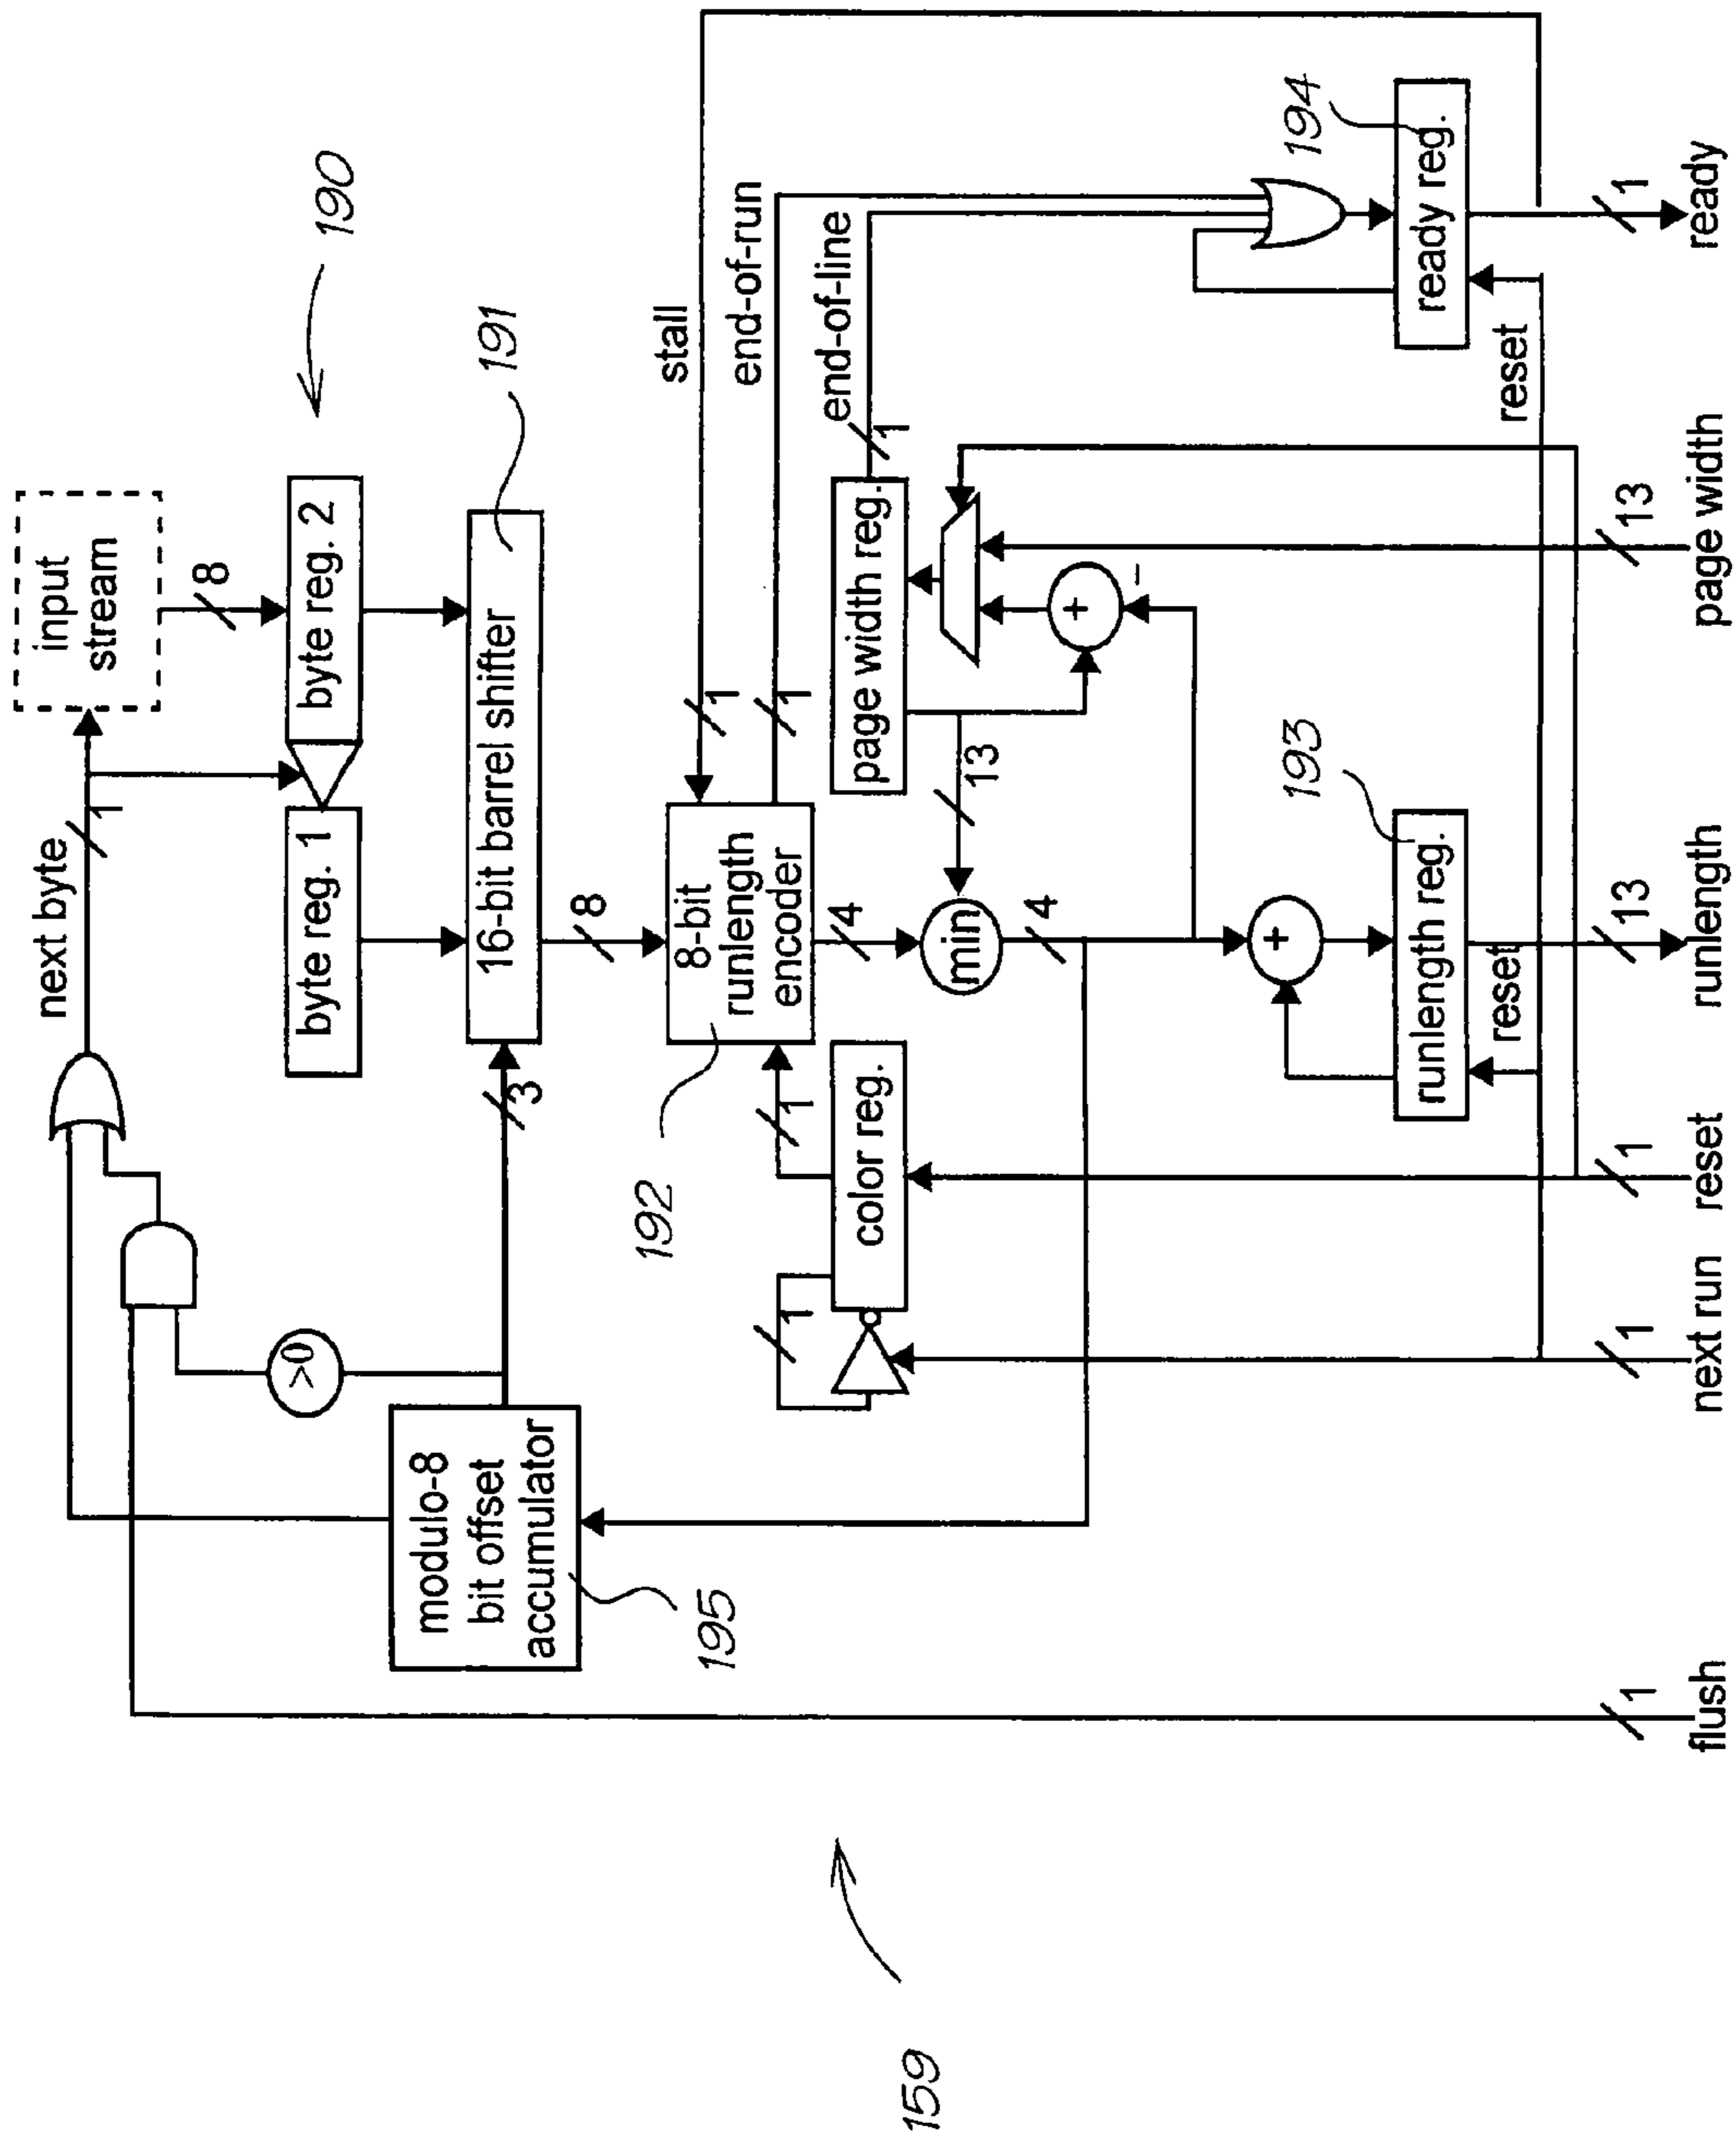 input
stream
next byte
1
8
190
byte reg. 1
byte reg. 2
16-bit barrel shifter
191
>0
3
8
modulo-8
bit offset
accumulator
195
stall
1
end-of-run
1
end-of-line
1
8-bit
runlength
encoder
192
4
min
4
13
page width reg.
1
color reg.
1
+
-
+
runlength reg.
193
reset
ready reg.
194
reset
1
flush
1
next run
1
reset
13
runlength
13
page width
1
ready
159